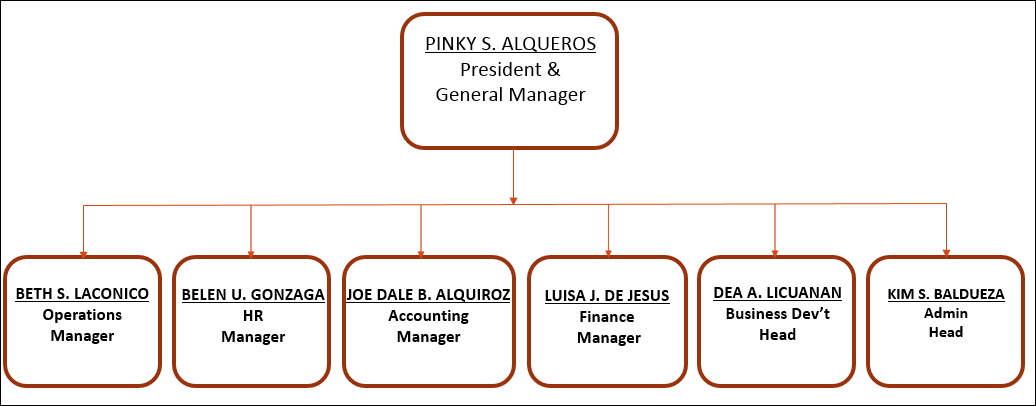 PINKY S. ALQUEROS
President &
General Manager
BETH S. LACONICO
Operations
Manager
BELEN U. GONZAGA
HR
Manager
JOE DALE B. ALQUIROZ
Accounting
Manager
LUISA J. DE JESUS
Finance
Manager
DEA A. LICUANAN
Business Dev’t
Head
KIM S. BALDUEZA
Admin
Head